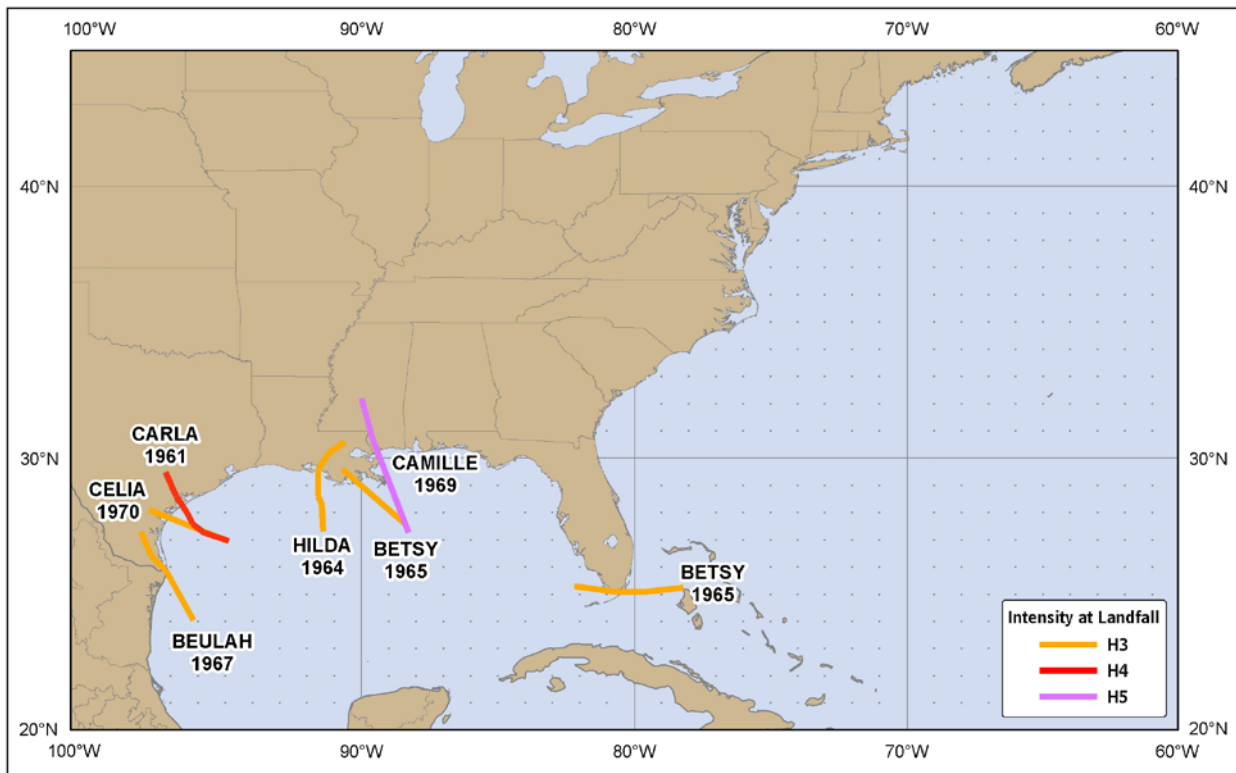 100°W 90°W 80°W 70°W 60°W
40°N 40°N
CARLA
1961
30°N 30°N
CAMILLE
1969
CELIA
1970
HILDA
1964
BETSY
1965
BETSY
1965
BEULAH
1967
Intensity at Landfall
H3
H4
H5
20°N 20°N
100°W 90°W 80°W 70°W 60°W